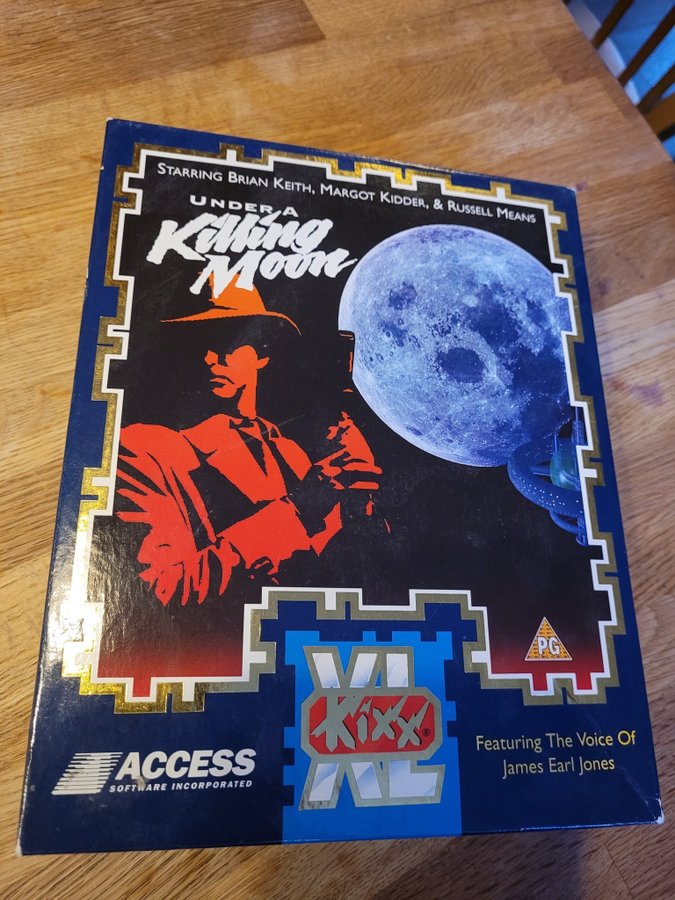 STARRING BRIAN KEITH, MARGOT KIDDER, & RUSSELL MEANS
UNDER A
Killing
Moon
PG
XL
Kixx®
XL
ACCESS
SOFTWARE INCORPORATED
Featuring The Voice Of
James Earl Jones